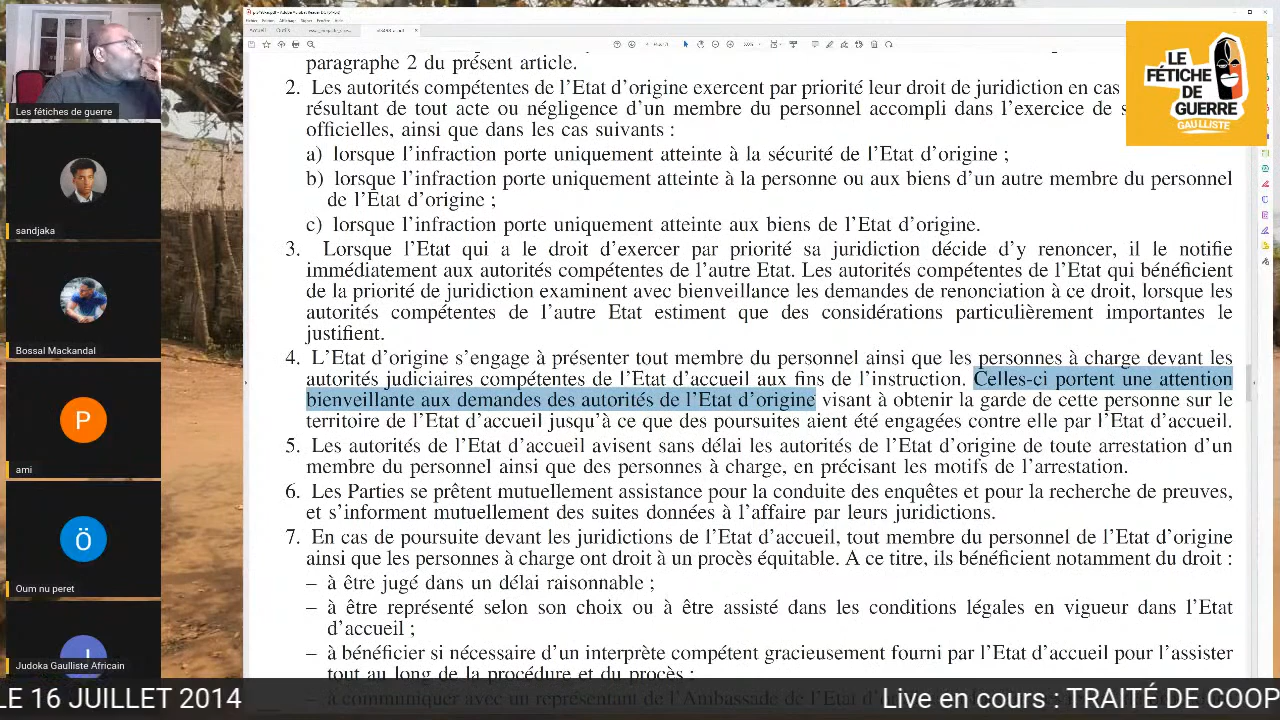 Les fétiches de guerre
sandjaka
Bossal Mackandal
P
ami
Ö
Oum nu peret
Judoka Gaulliste Africain
LE
FÉTICHE
DE
GUERRE
GAULLISTE
Accueil Outils
paragraphe 2 du présent article.
2. Les autorités compétentes de l’Etat d’origine exercent par priorité leur droit de juridiction en cas
résultant de tout acte ou négligence d’un membre du personnel accompli dans l’exercice de
officielles, ainsi que dans les cas suivants :
a) lorsque l’infraction porte uniquement atteinte à la sécurité de l’Etat d’origine ;
b) lorsque l’infraction porte uniquement atteinte à la personne ou aux biens d’un autre membre du personnel
de l’Etat d’origine ;
c) lorsque l’infraction porte uniquement atteinte aux biens de l’Etat d’origine.
3. Lorsque l’Etat qui a le droit d’exercer par priorité sa juridiction décide d’y renoncer, il le notifie
immédiatement aux autorités compétentes de l’autre Etat. Les autorités compétentes de l’Etat qui bénéficient
de la priorité de juridiction examinent avec bienveillance les demandes de renonciation à ce droit, lorsque les
autorités compétentes de l’autre Etat estiment que des considérations particulièrement importantes le
justifient.
4. L’Etat d’origine s’engage à présenter tout membre du personnel ainsi que les personnes à charge devant les
autorités judiciaires compétentes de l’Etat d’accueil aux fins de l’instruction. Celles-ci portent une attention
bienveillante aux demandes des autorités de l’Etat d’origine visant à obtenir la garde de cette personne sur le
territoire de l’Etat d’accueil jusqu’à ce que des poursuites aient été engagées contre elle par l’Etat d’accueil.
5. Les autorités de l’Etat d’accueil avisent sans délai les autorités de l’Etat d’origine de toute arrestation d’un
membre du personnel ainsi que des personnes à charge, en précisant les motifs de l’arrestation.
6. Les Parties se prêtent mutuellement assistance pour la conduite des enquêtes et pour la recherche de preuves,
et s’informent mutuellement des suites données à l’affaire par leurs juridictions.
7. En cas de poursuite devant les juridictions de l’Etat d’accueil, tout membre du personnel de l’Etat d’origine
ainsi que les personnes à charge ont droit à un procès équitable. A ce titre, ils bénéficient notamment du droit :
– à être jugé dans un délai raisonnable ;
– à être représenté selon son choix ou à être assisté dans les conditions légales en vigueur dans l’Etat
d’accueil ;
– à bénéficier si nécessaire d’un interprète compétent gracieusement fourni par l’Etat d’accueil pour l’assister
tout au long de la procédure et du procès ;
– à communiquer avec un représentant de l’Ambassade de l’Etat
LE 16 JUILLET 2014
Live en cours : TRAITÉ DE COOP